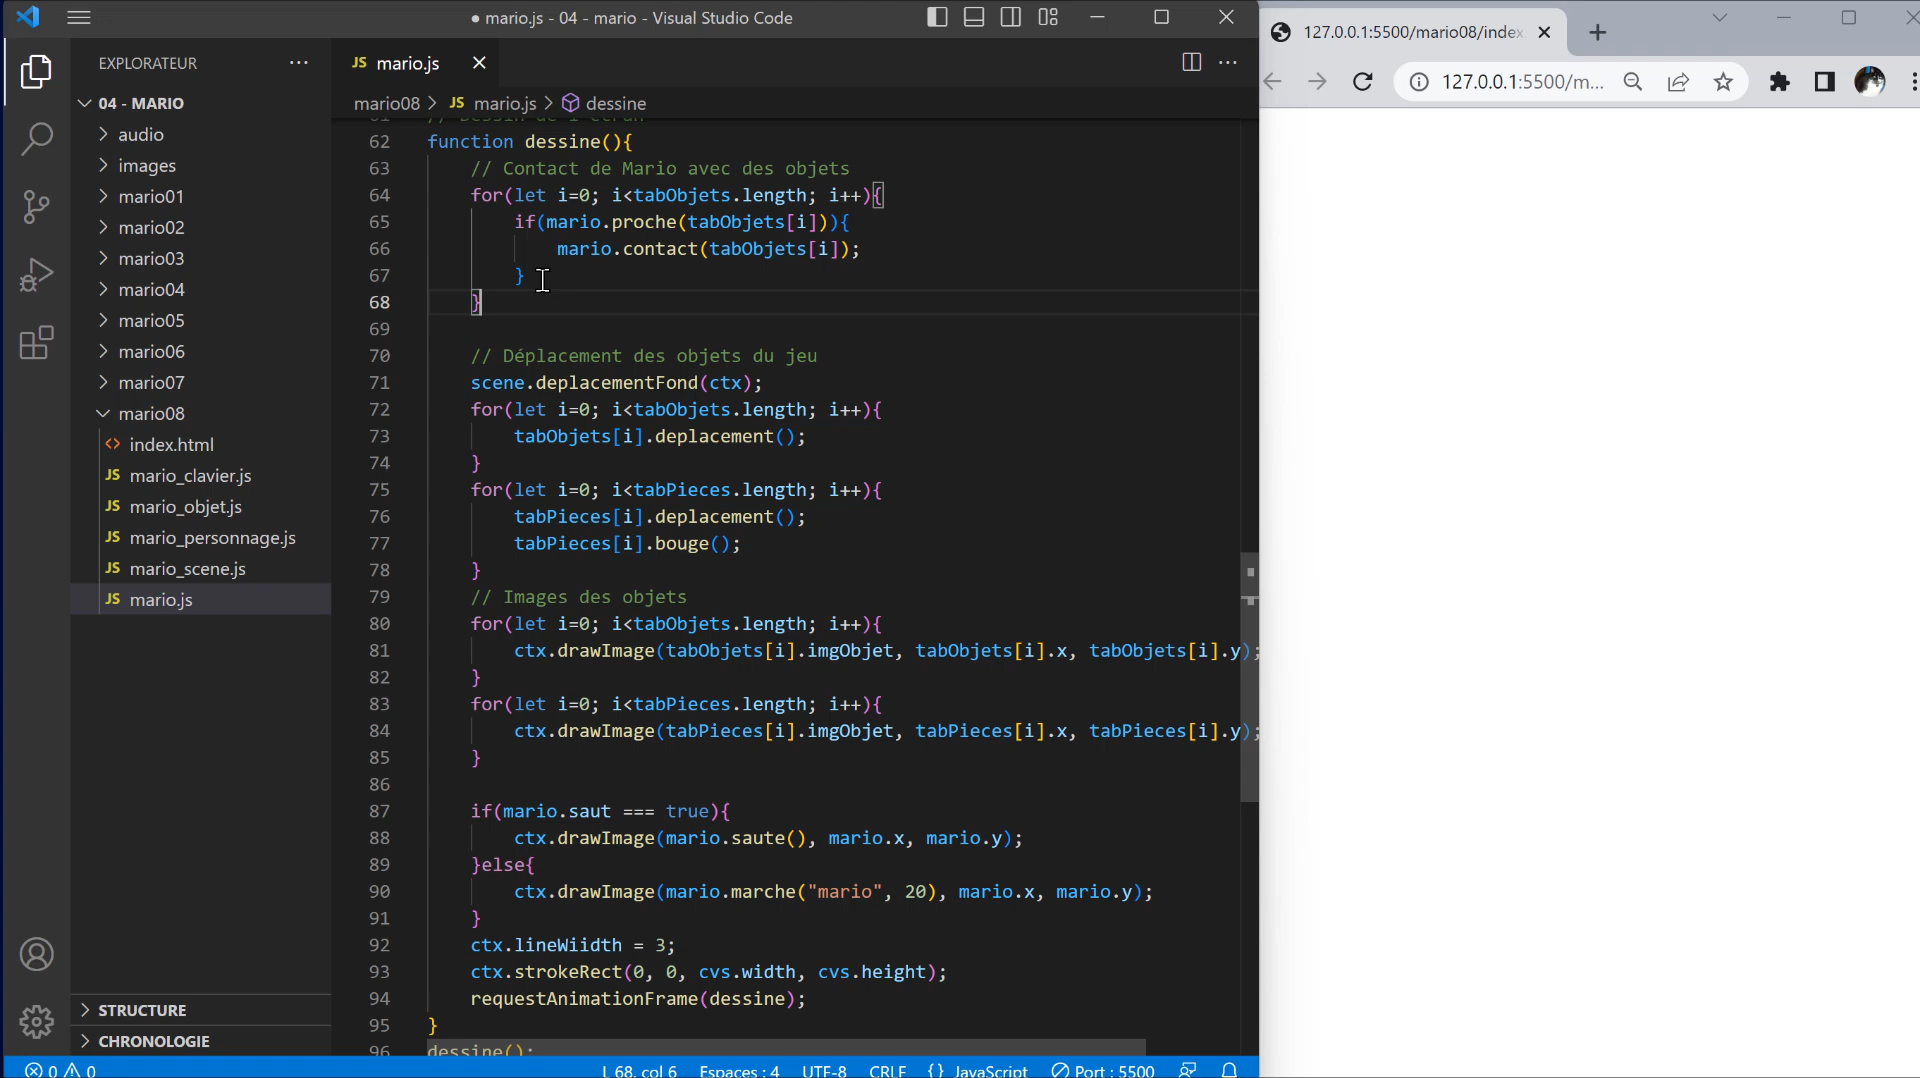 ● mario.js - 04 - mario - Visual Studio Code
127.0.0.1:5500/mario08/index
EXPLORATEUR
JS mario.js
127.0.0.1:5500/m...
mario08 > JS mario.js > dessine
04 - MARIO
audio
images
mario01
mario02
mario03
mario04
mario05
mario06
mario07
mario08
<> index.html
JS mario_clavier.js
JS mario_objet.js
JS mario_personnage.js
JS mario_scene.js
JS mario.js
STRUCTURE
CHRONOLOGIE
62 function dessine(){
63 // Contact de Mario avec des objets
64 for(let i=0; i<tabObjets.length; i++){
65 if(mario.proche(tabObjets[i])){
66 mario.contact(tabObjets[i]);
67 }
68 }
69
70 // Déplacement des objets du jeu
71 scene.deplacementFond(ctx);
72 for(let i=0; i<tabObjets.length; i++){
73 tabObjets[i].deplacement();
74 }
75 for(let i=0; i<tabPieces.length; i++){
76 tabPieces[i].deplacement();
77 tabPieces[i].bouge();
78 }
79 // Images des objets
80 for(let i=0; i<tabObjets.length; i++){
81 ctx.drawImage(tabObjets[i].imgObjet, tabObjets[i].x, tabObjets[i].y);
82 }
83 for(let i=0; i<tabPieces.length; i++){
84 ctx.drawImage(tabPieces[i].imgObjet, tabPieces[i].x, tabPieces[i].y);
85 }
86
87 if(mario.saut === true){
88 ctx.drawImage(mario.saute(), mario.x, mario.y);
89 }else{
90 ctx.drawImage(mario.marche("mario", 20), mario.x, mario.y);
91 }
92 ctx.lineWiidth = 3;
93 ctx.strokeRect(0, 0, cvs.width, cvs.height);
94 requestAnimationFrame(dessine);
95 }
96 dessine();
0 0 L 68, col 6 Espaces : 4 UTF-8 CRLF {} JavaScript Port : 5500